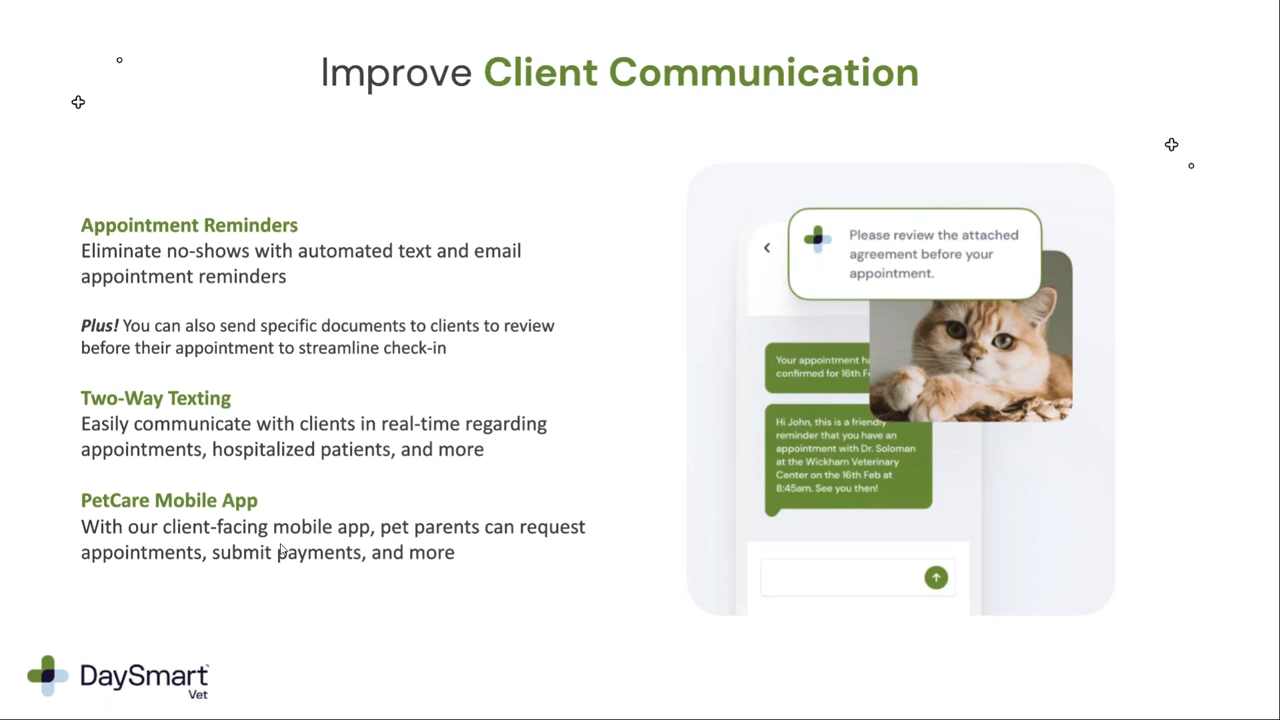 Improve Client Communication
Appointment Reminders
Eliminate no-shows with automated text and email
appointment reminders
Plus! You can also send specific documents to clients to review
before their appointment to streamline check-in
Two-Way Texting
Easily communicate with clients in real-time regarding
appointments, hospitalized patients, and more
PetCare Mobile App
With our client-facing mobile app, pet parents can request
appointments, submit payments, and more
Please review the attached
agreement before your
appointment.
Your appointment
confirmed for 16th
Hi John, this is a friendly
reminder that you have an
appointment with Dr. Soloman
at the Wickham Veterinary
Center on the 16th Feb at
8:45am. See you then!
DaySmart
Vet